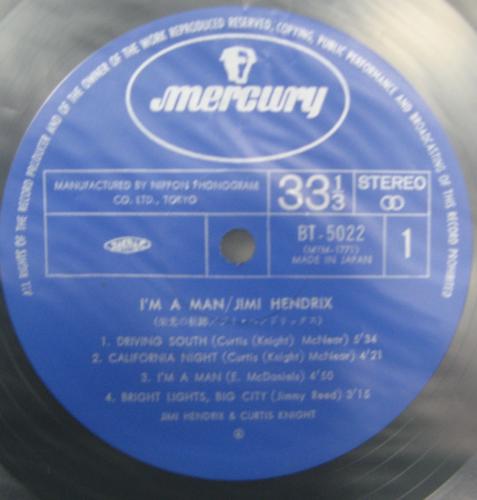 ALL RIGHTS OF THE RECORD PRODUCER AND OF THE OWNER OF THE WORK REPRODUCED RESERVED, COPYING, PUBLIC PERFORMANCE AND BROADCASTING OF THIS RECORD PROHIBITED
mercury
MANUFACTURED BY NIPPON PHONOGRAM CO. LTD., TOKYO
33 1/3
STEREO
BT-5022
(MYM-1771)
MADE IN JAPAN
1
I'M A MAN/JIMI HENDRIX
1. DRIVING SOUTH (Curtis (Knight) McNear) 5'34
2. CALIFORNIA NIGHT (Curtis (Knight) McNear) 4'21
3. I'M A MAN (E. McDaniels) 4'50
4. BRIGHT LIGHTS, BIG CITY (Jimmy Reed) 3'15
JIMI HENDRIX & CURTIS KNIGHT
℗